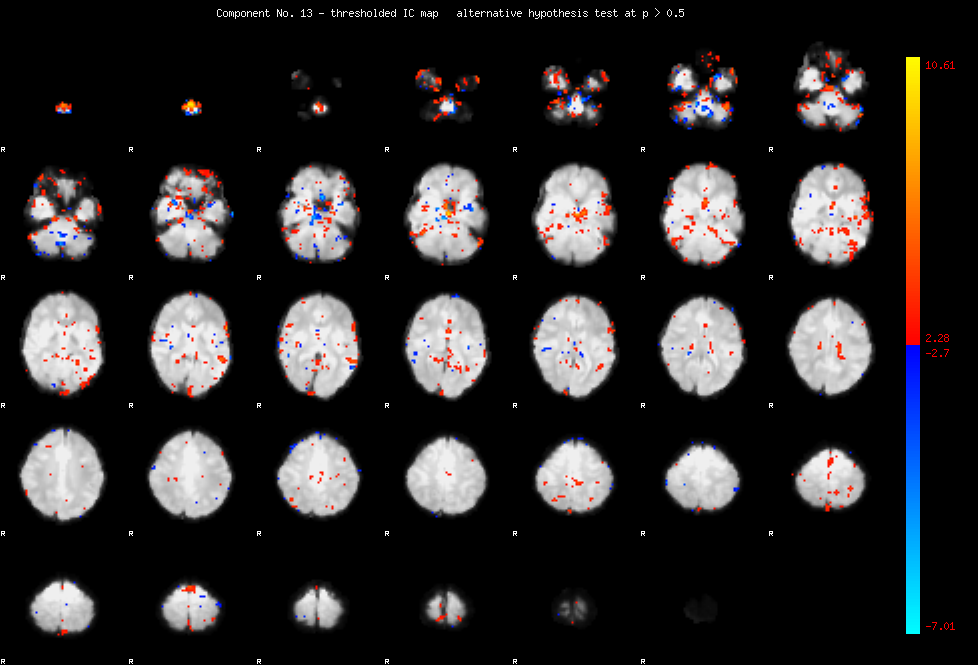 Component No. 13 - thresholded IC map   alternative hypothesis test at p > 0.5
10.61
R R R R R R R
R R R R R R R
2.28
-2.7
R R R R R R R
R R R R R R R
-7.01
R R R R R R